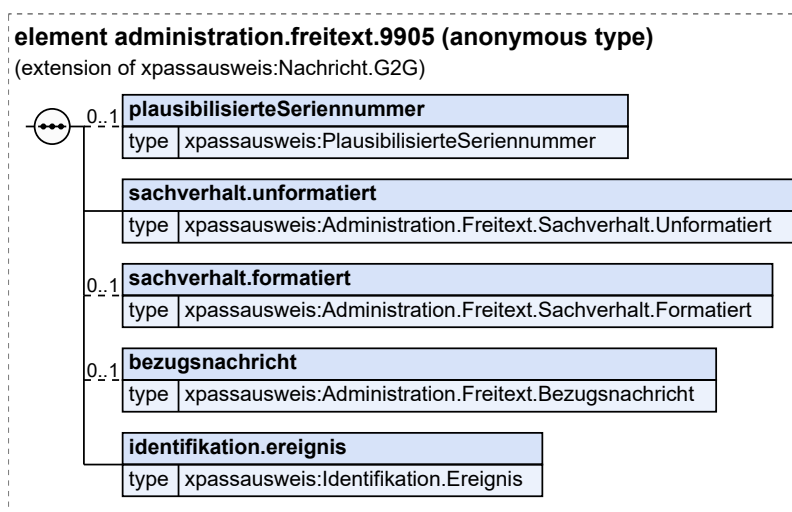 element administration.freitext.9905 (anonymous type)
(extension of xpassausweis:Nachricht.G2G)
0..1 plausibilisierteSeriennummer
type xpassausweis:PlausibilisierteSeriennummer
sachverhalt.unformatiert
type xpassausweis:Administration.Freitext.Sachverhalt.Unformatiert
0..1 sachverhalt.formatiert
type xpassausweis:Administration.Freitext.Sachverhalt.Formatiert
0..1 bezugsnachricht
type xpassausweis:Administration.Freitext.Bezugsnachricht
identifikation.ereignis
type xpassausweis:Identifikation.Ereignis